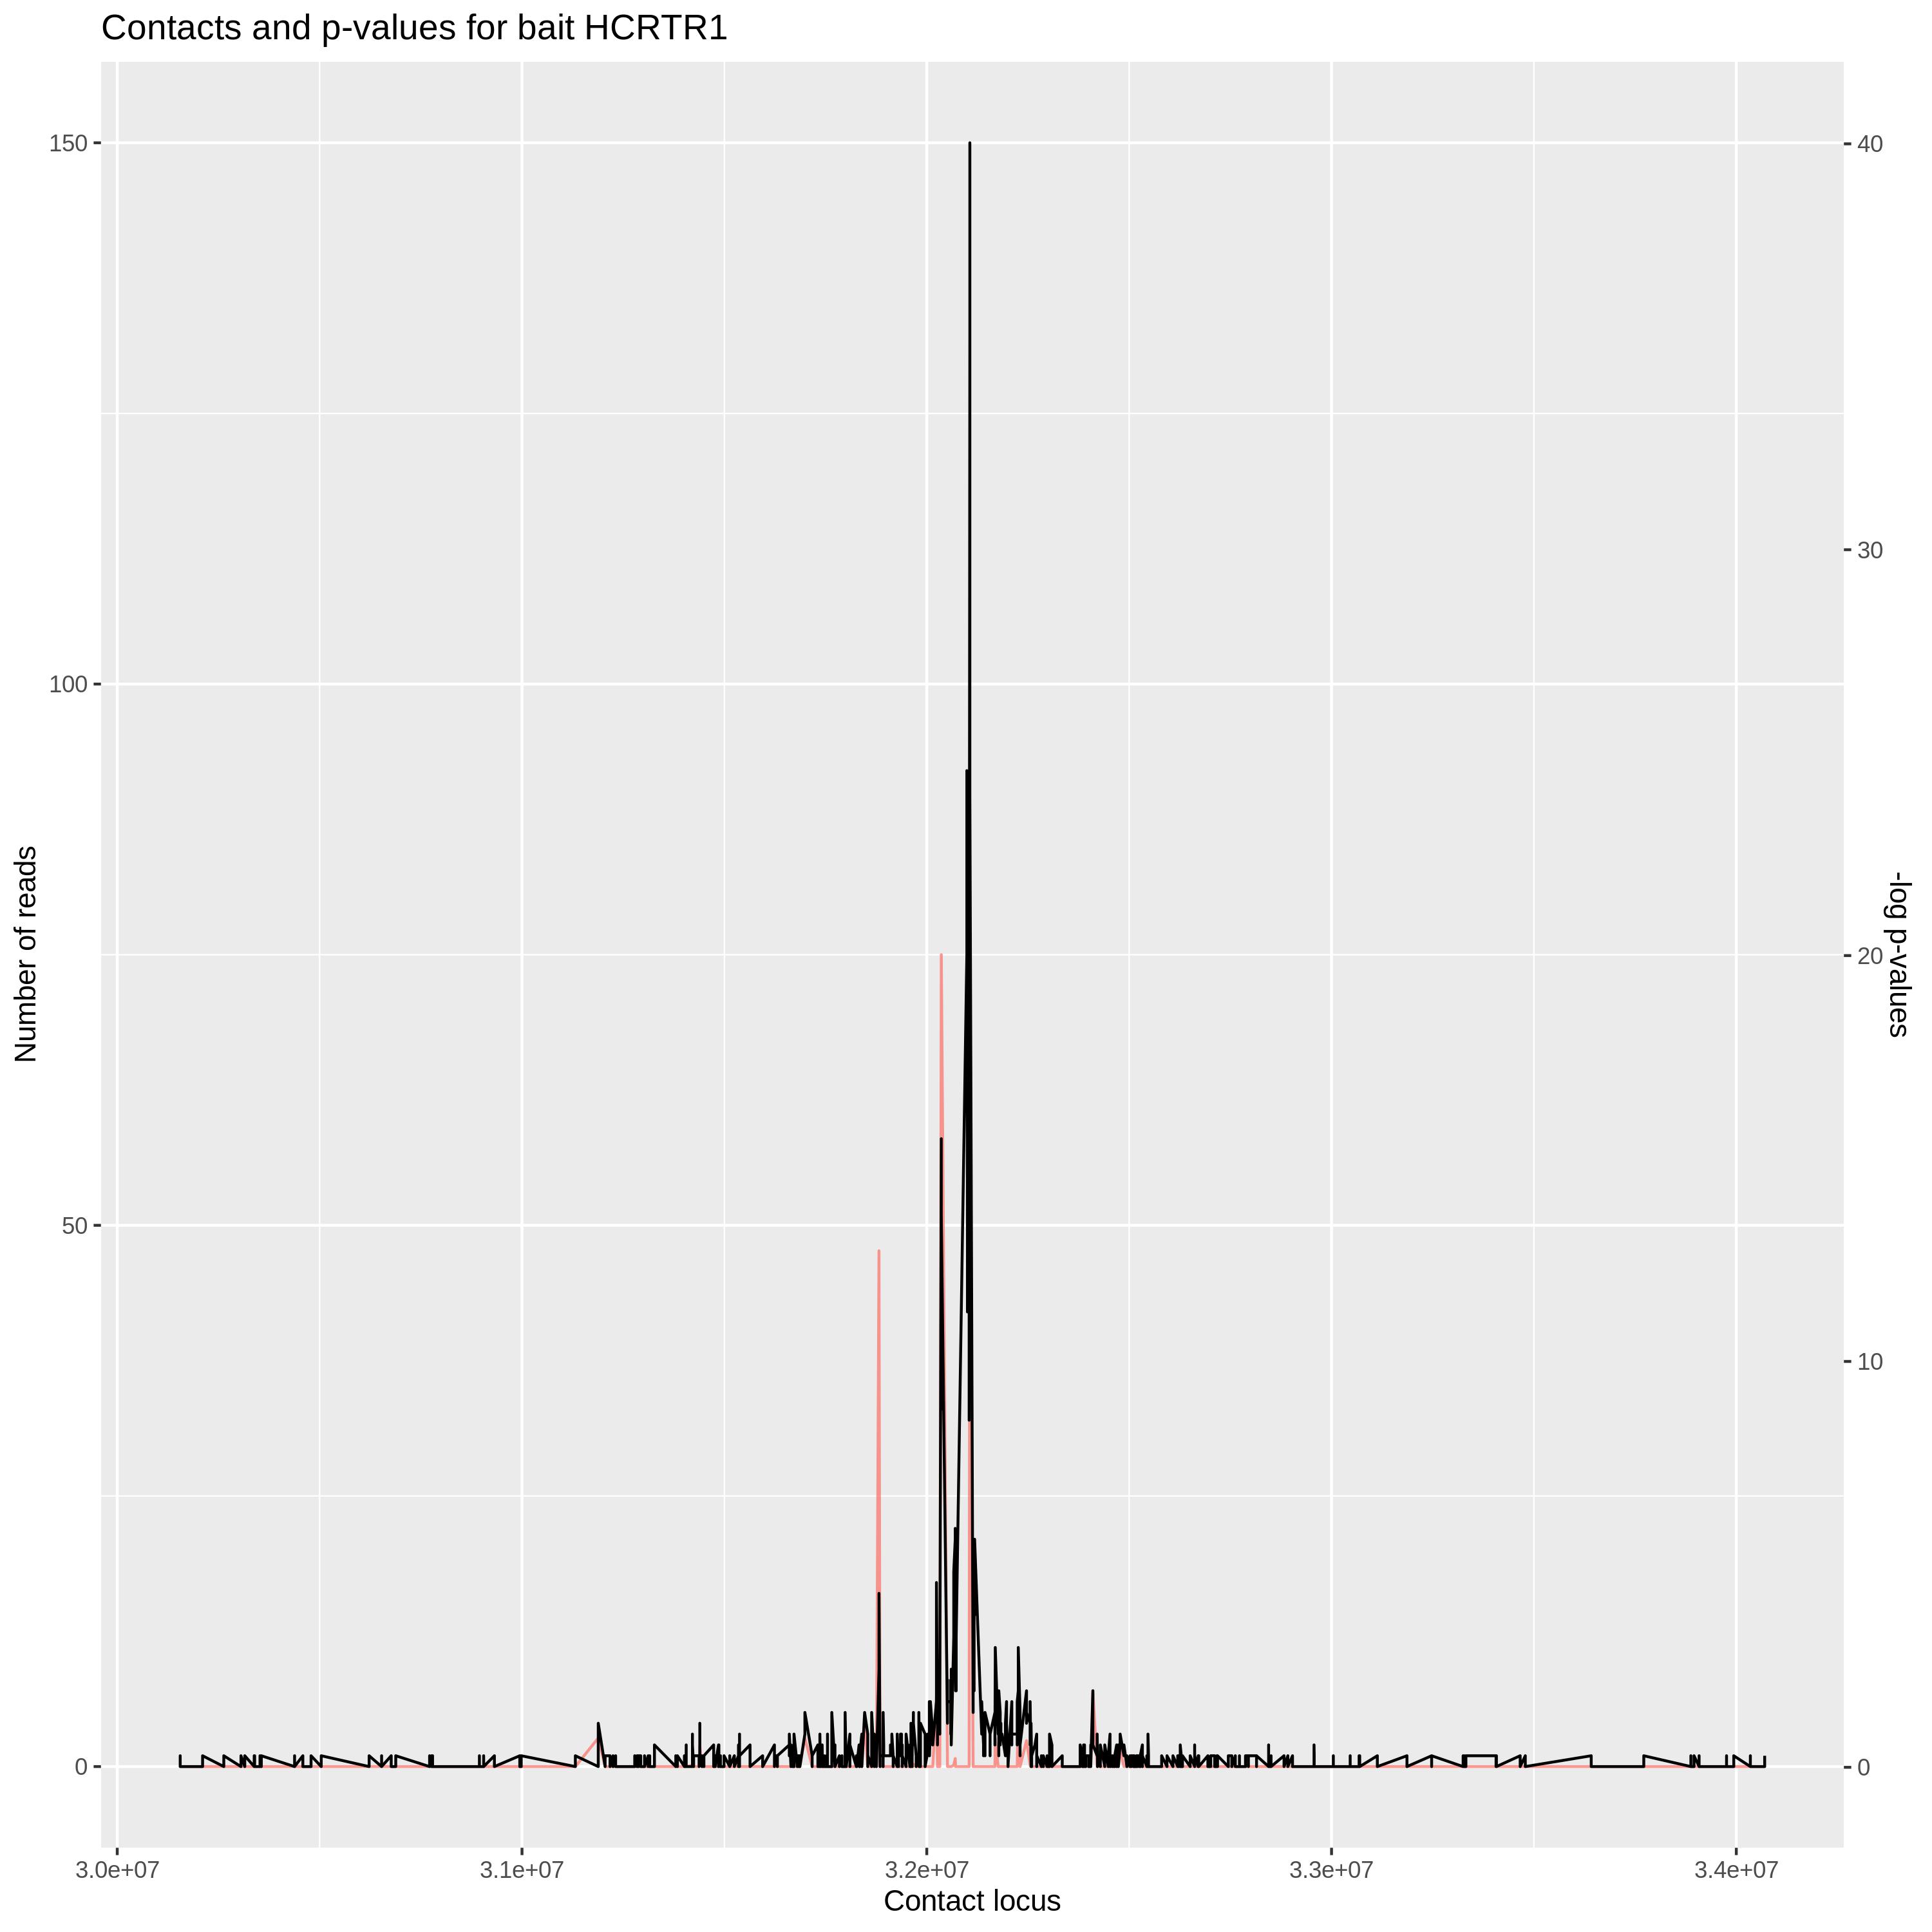 Contacts and p-values for bait HCRTR1
150
100
50
0
Number of reads
40
30
20
10
0
-log p-values
3.0e+07 3.1e+07 3.2e+07 3.3e+07 3.4e+07
Contact locus